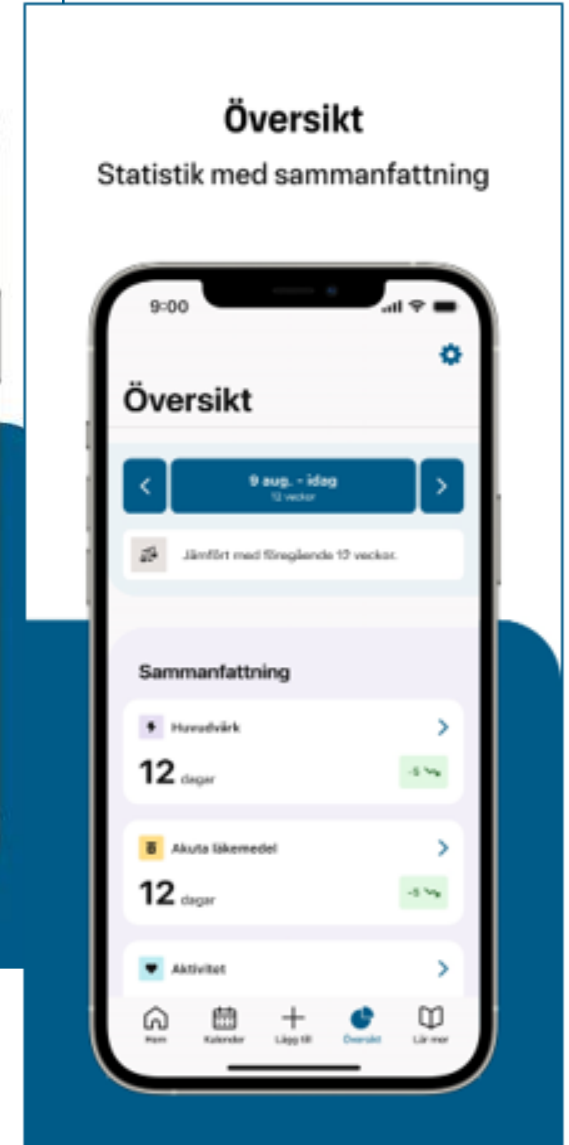 Översikt
Statistik med sammanfattning
9:00
Översikt
9 aug. - idag
12 veckor
Jämfört med föregående 12 veckor.
Sammanfattning
Huvudvärk
12 dagar
-5
Akuta läkemedel
12 dagar
-5
Aktivitet
Hem Kalender Lägg till Översikt Lär mer